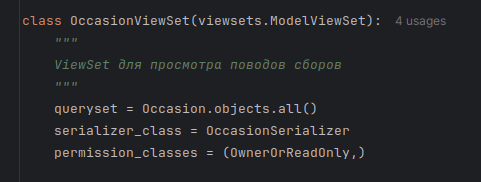 class OccasionViewSet(viewsets.ModelViewSet): 4 usages
"""
ViewSet для просмотра поводов сборов
"""
queryset = Occasion.objects.all()
serializer_class = OccasionSerializer
permission_classes = (OwnerOrReadOnly,)